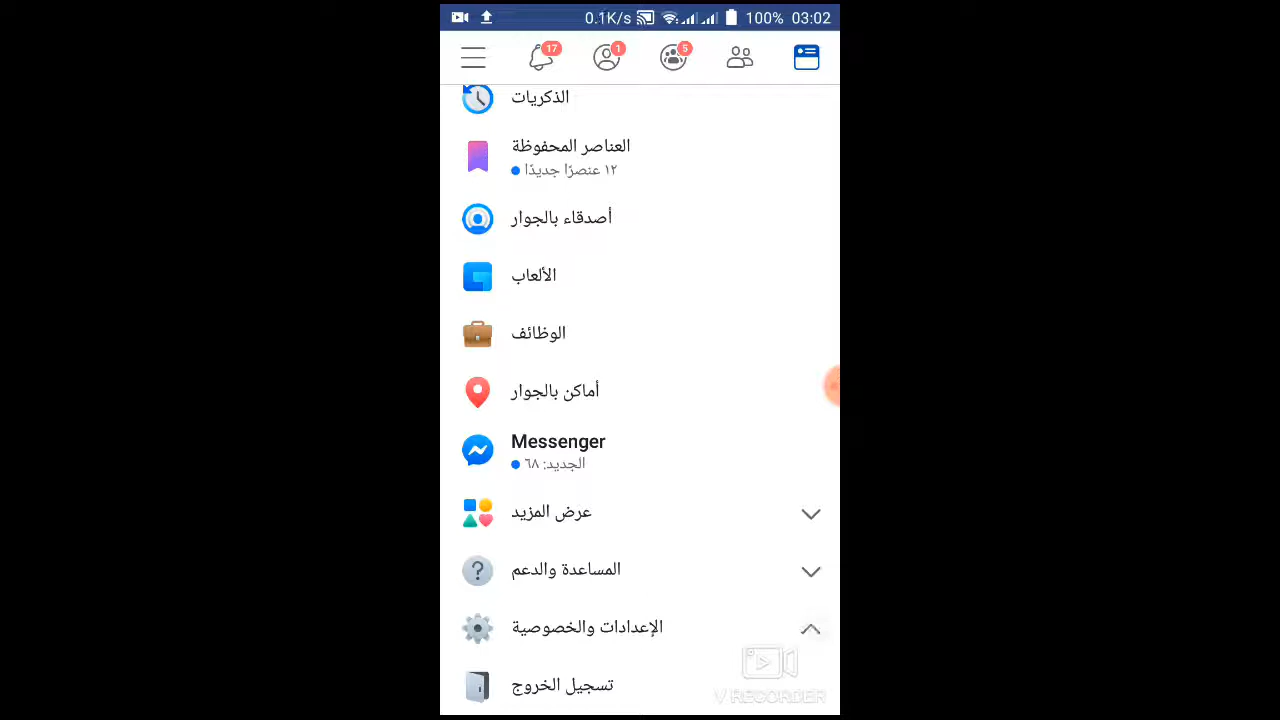 0.1K/s 100% 03:02
17 1 5
الذكريات
العناصر المحفوظة
١٢ عنصرًا جديدًا
أصدقاء بالجوار
الألعاب
الوظائف
أماكن بالجوار
Messenger
الجديد: ٦٨
عرض المزيد
المساعدة والدعم
الإعدادات والخصوصية
تسجيل الخروج
V RECORDER